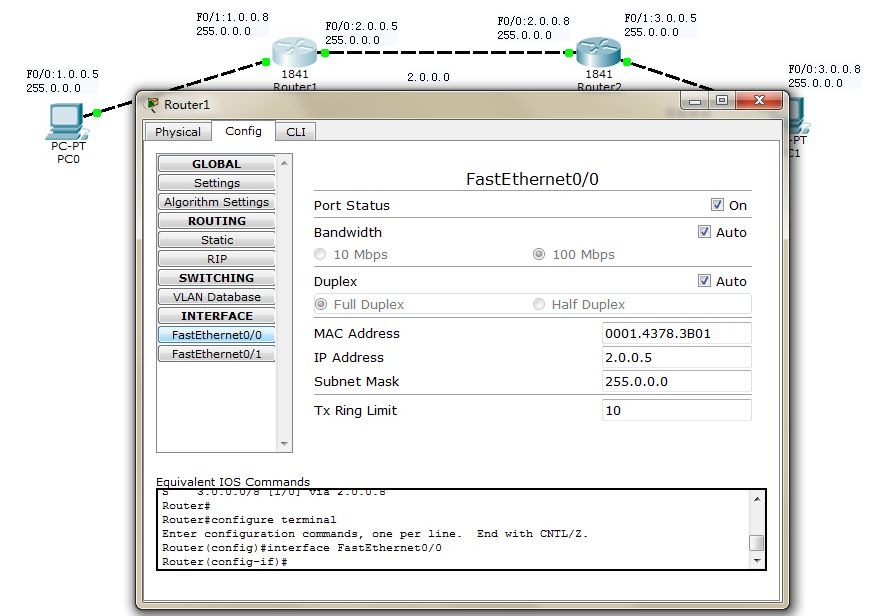 F0/1:1.0.0.8
255.0.0.0
F0/0:2.0.0.5
255.0.0.0
F0/0:2.0.0.8
255.0.0.0
F0/1:3.0.0.5
255.0.0.0
F0/0:1.0.0.5
255.0.0.0
1841
Router1
2.0.0.0
1841
Router2
F0/0:3.0.0.8
255.0.0.0
PC-PT
PC0
-PT
C1
Router1
Physical
Config
CLI
GLOBAL
Settings
Algorithm Settings
ROUTING
Static
RIP
SWITCHING
VLAN Database
INTERFACE
FastEthernet0/0
FastEthernet0/1
FastEthernet0/0
Port Status On
Bandwidth Auto
10 Mbps 100 Mbps
Duplex Auto
Full Duplex Half Duplex
MAC Address 0001.4378.3B01
IP Address 2.0.0.5
Subnet Mask 255.0.0.0
Tx Ring Limit 10
Equivalent IOS Commands
S 3.0.0.0/8 [1/0] via 2.0.0.8
Router#
Router#configure terminal
Enter configuration commands, one per line. End with CNTL/Z.
Router(config)#interface FastEthernet0/0
Router(config-if)#